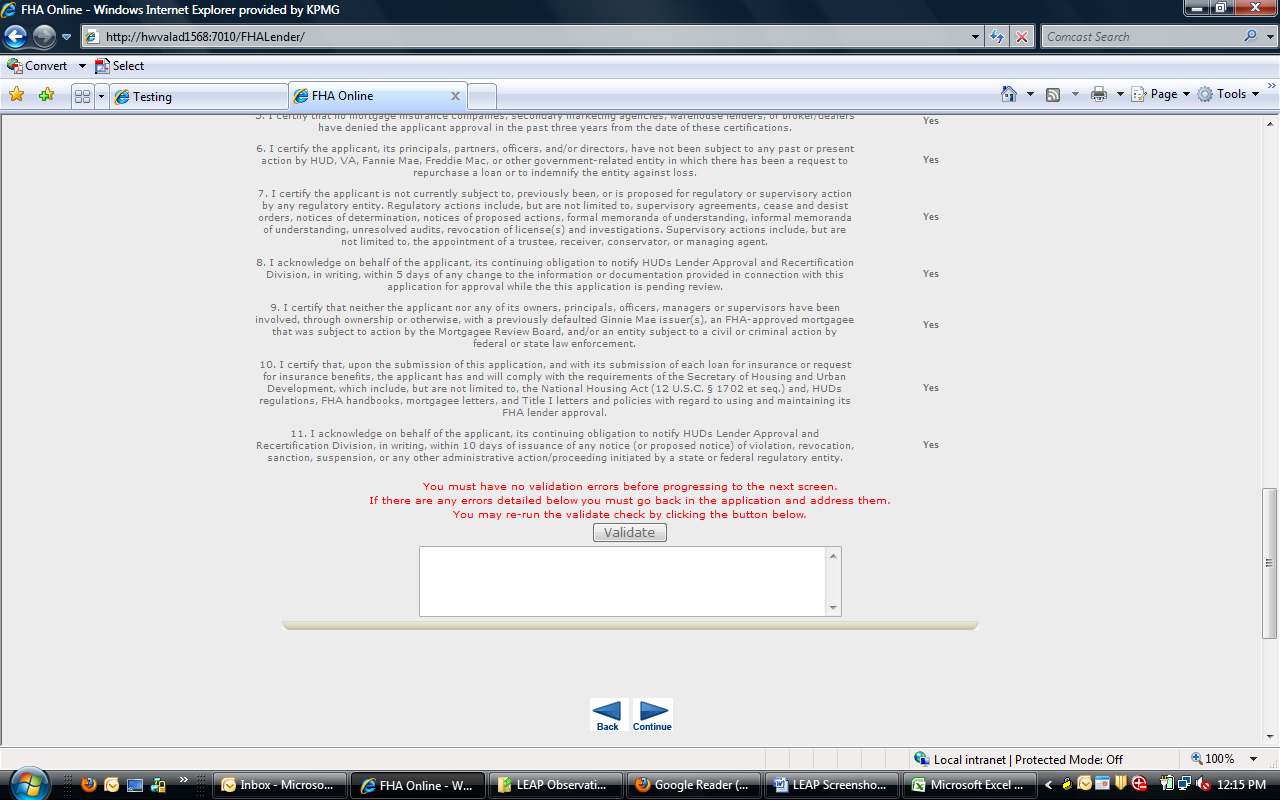 FHA Online - Windows Internet Explorer provided by KPMG
http://hwvalad1568:7010/FHALender/
Comcast Search
Convert
Select
Testing
FHA Online
Page
Tools
5. I certify that no mortgage insurance companies, secondary marketing agencies, warehouse lenders, or broker/dealers
have denied the applicant approval in the past three years from the date of these certifications.
Yes
6. I certify the applicant, its principals, partners, officers, and/or directors, have not been subject to any past or present
action by HUD, VA, Fannie Mae, Freddie Mac, or other government-related entity in which there has been a request to
repurchase a loan or to indemnify the entity against loss.
Yes
7. I certify the applicant is not currently subject to, previously been, or is proposed for regulatory or supervisory action
by any regulatory entity. Regulatory actions include, but are not limited to, supervisory agreements, cease and desist
orders, notices of determination, notices of proposed actions, formal memoranda of understanding, informal memoranda
of understanding, unresolved audits, revocation of license(s) and investigations. Supervisory actions include, but are
not limited to, the appointment of a trustee, receiver, conservator, or managing agent.
Yes
8. I acknowledge on behalf of the applicant, its continuing obligation to notify HUDs Lender Approval and Recertification
Division, in writing, within 5 days of any change to the information or documentation provided in connection with this
application for approval while the this application is pending review.
Yes
9. I certify that neither the applicant nor any of its owners, principals, officers, managers or supervisors have been
involved, through ownership or otherwise, with a previously defaulted Ginnie Mae issuer(s), an FHA-approved mortgagee
that was subject to action by the Mortgagee Review Board, and/or an entity subject to a civil or criminal action by
federal or state law enforcement.
Yes
10. I certify that, upon the submission of this application, and with its submission of each loan for insurance or request
for insurance benefits, the applicant has and will comply with the requirements of the Secretary of Housing and Urban
Development, which include, but are not limited to, the National Housing Act (12 U.S.C. § 1702 et seq.) and, HUDs
regulations, FHA handbooks, mortgagee letters, and Title I letters and policies with regard to using and maintaining its
FHA lender approval.
Yes
11. I acknowledge on behalf of the applicant, its continuing obligation to notify HUDs Lender Approval and
Recertification Division, in writing, within 10 days of issuance of any notice (or proposed notice) of violation, revocation,
sanction, suspension, or any other administrative action/proceeding initiated by a state or federal regulatory entity.
Yes
You must have no validation errors before progressing to the next screen.
If there are any errors detailed below you must go back in the application and address them.
You may re-run the validate check by clicking the button below.
Validate
Back
Continue
Local intranet | Protected Mode: Off
100%
Inbox - Microso...
FHA Online - W...
LEAP Observati...
Google Reader (...
LEAP Screensho...
Microsoft Excel ...
12:15 PM